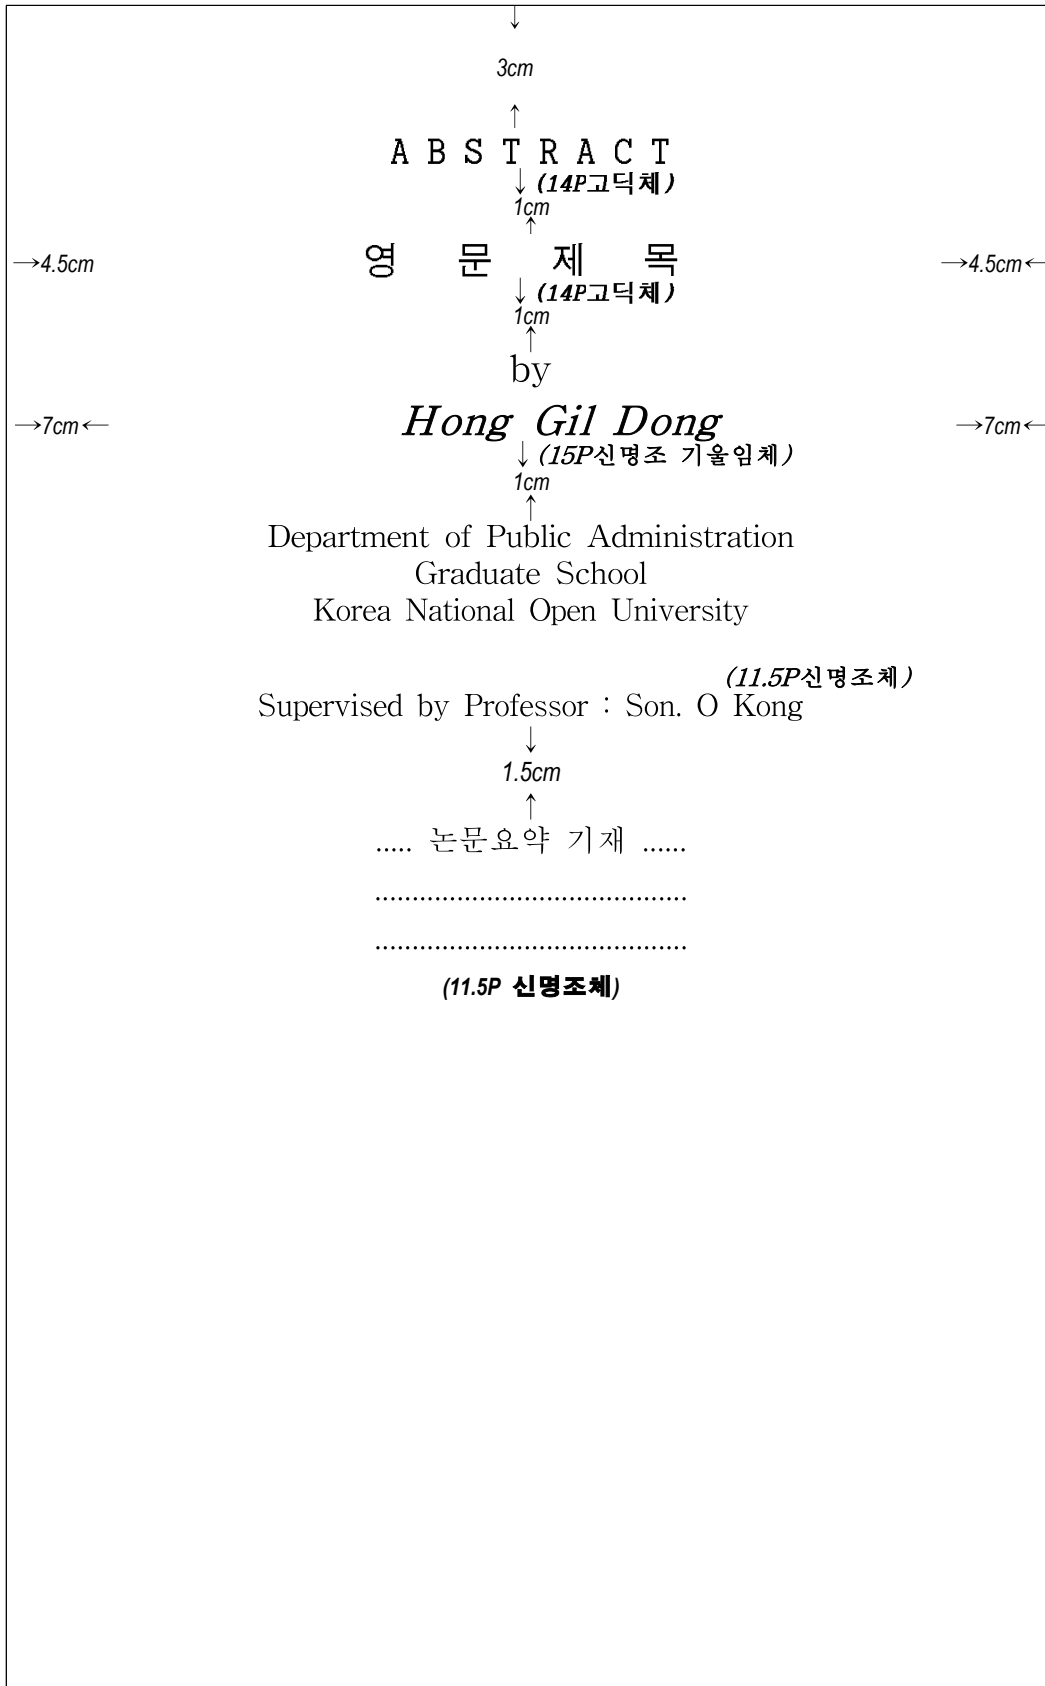 ↓
3cm
↑
A B S T R A C T
↓ (14P고딕체)
1cm
↑
→4.5cm 영 문 제 목 →4.5cm←
↓ (14P고딕체)
1cm
↑
by
→7cm← Hong Gil Dong →7cm←
↓ (15P신명조 기울임체)
1cm
↑
Department of Public Administration
Graduate School
Korea National Open University
(11.5P신명조체)
Supervised by Professor : Son. O Kong
↓
1.5cm
↑
..... 논문요약 기재 ......
..........................................
..........................................
(11.5P 신명조체)